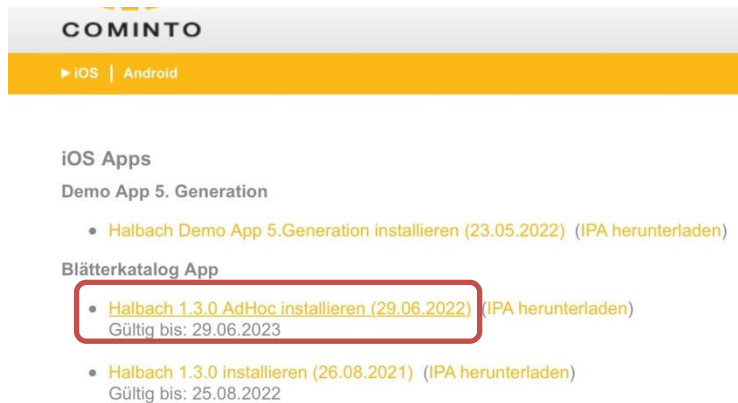 COMINTO
▶ iOS | Android
iOS Apps
Demo App 5. Generation
• Halbach Demo App 5.Generation installieren (23.05.2022) (IPA herunterladen)
Blätterkatalog App
• Halbach 1.3.0 AdHoc installieren (29.06.2022) (IPA herunterladen)
Gültig bis: 29.06.2023
• Halbach 1.3.0 installieren (26.08.2021) (IPA herunterladen)
Gültig bis: 25.08.2022